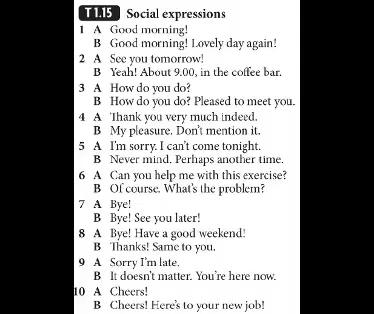 T 1.15 Social expressions
1 A Good morning!
B Good morning! Lovely day again!
2 A See you tomorrow!
B Yeah! About 9.00, in the coffee bar.
3 A How do you do?
B How do you do? Pleased to meet you.
4 A Thank you very much indeed.
B My pleasure. Don't mention it.
5 A I'm sorry. I can't come tonight.
B Never mind. Perhaps another time.
6 A Can you help me with this exercise?
B Of course. What's the problem?
7 A Bye!
B Bye! See you later!
8 A Bye! Have a good weekend!
B Thanks! Same to you.
9 A Sorry I'm late.
B It doesn't matter. You're here now.
10 A Cheers!
B Cheers! Here's to your new job!